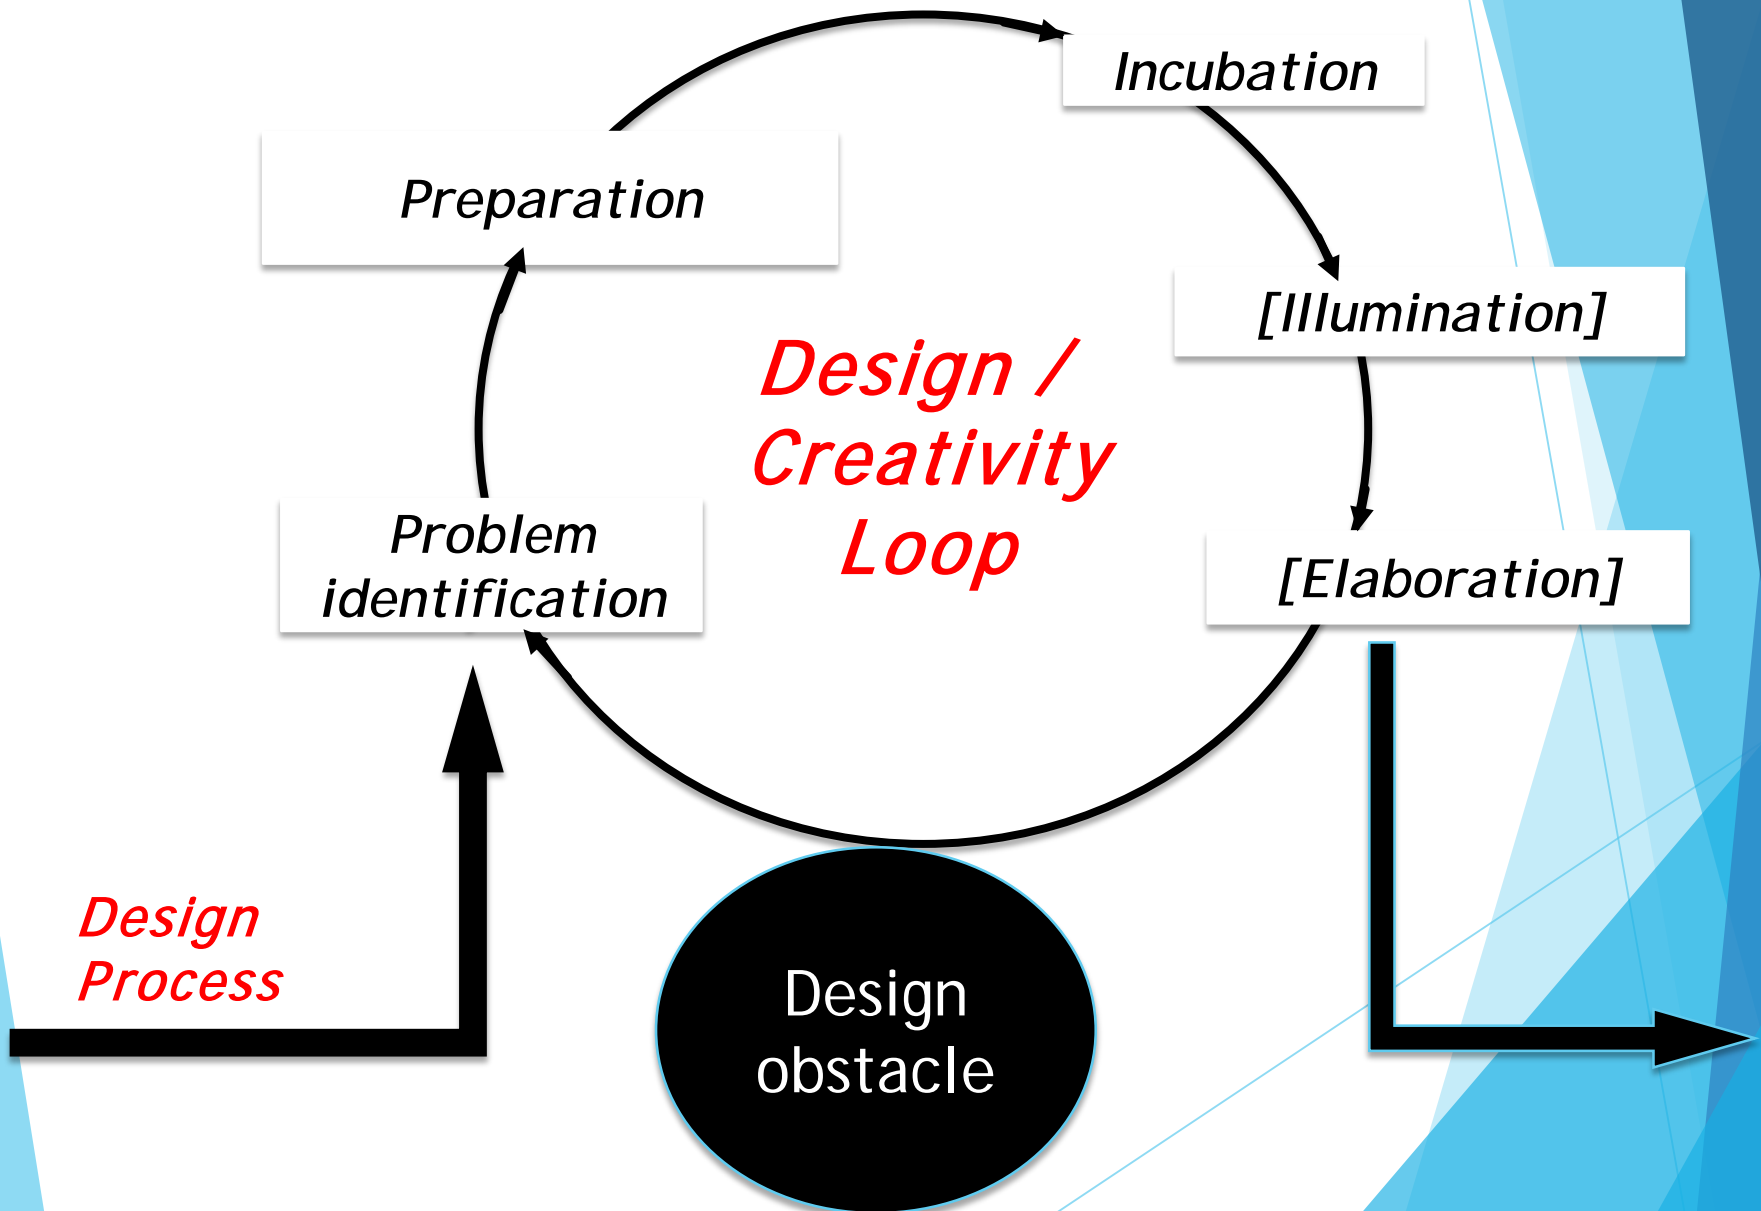 Incubation
Preparation
[Illumination]
Design /
Creativity
Loop
Problem
identification
[Elaboration]
Design
Process
Design
obstacle